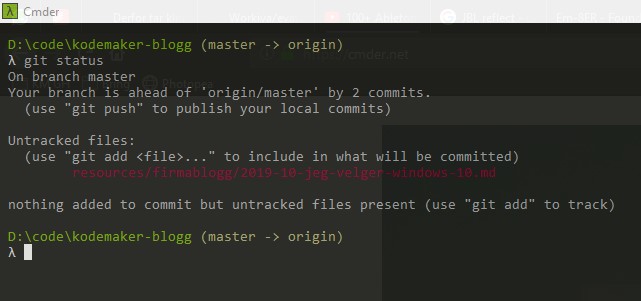 Cmder
D:\code\kodemaker-blogg (master -> origin)
λ git status
On branch master
Your branch is ahead of 'origin/master' by 2 commits.
  (use "git push" to publish your local commits)
Untracked files:
  (use "git add <file>..." to include in what will be committed)
        resources/firmablogg/2019-10-jeg-velger-windows-10.md
nothing added to commit but untracked files present (use "git add" to track)
D:\code\kodemaker-blogg (master -> origin)
λ